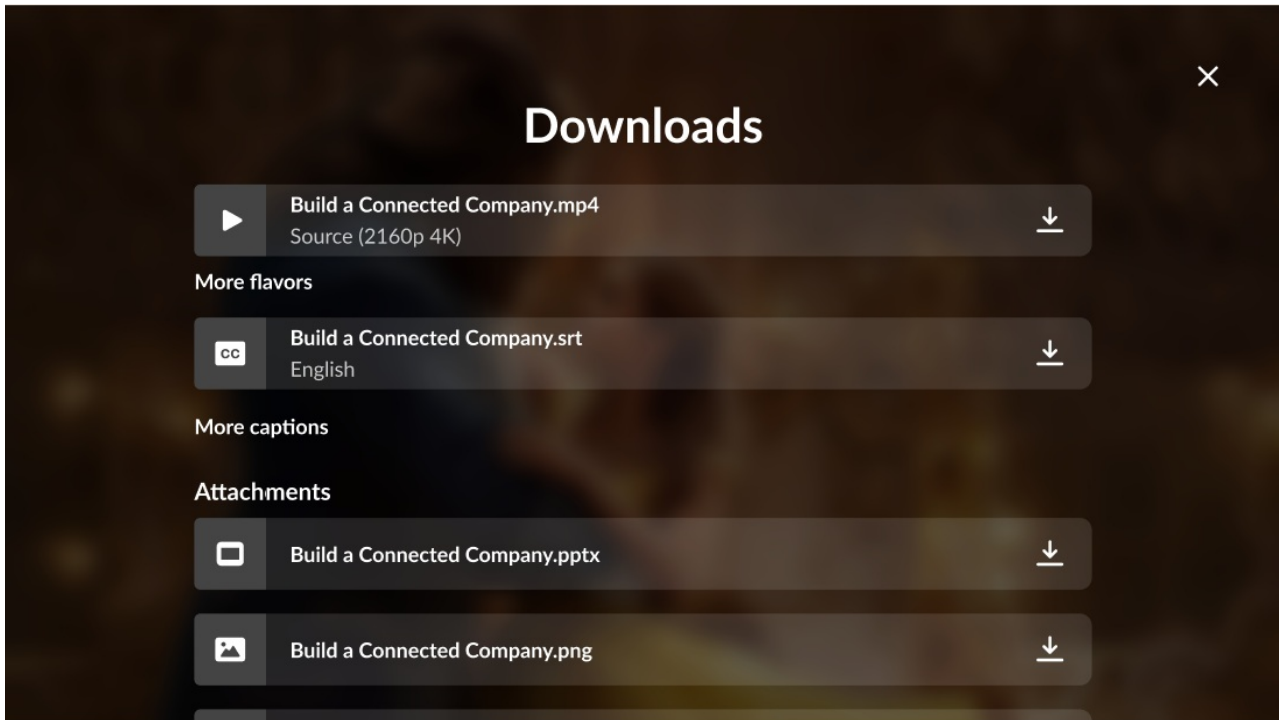 Downloads
Build a Connected Company.mp4
Source (2160p 4K)
More flavors
CC
Build a Connected Company.srt
English
More captions
Attachments
Build a Connected Company.pptx
Build a Connected Company.png